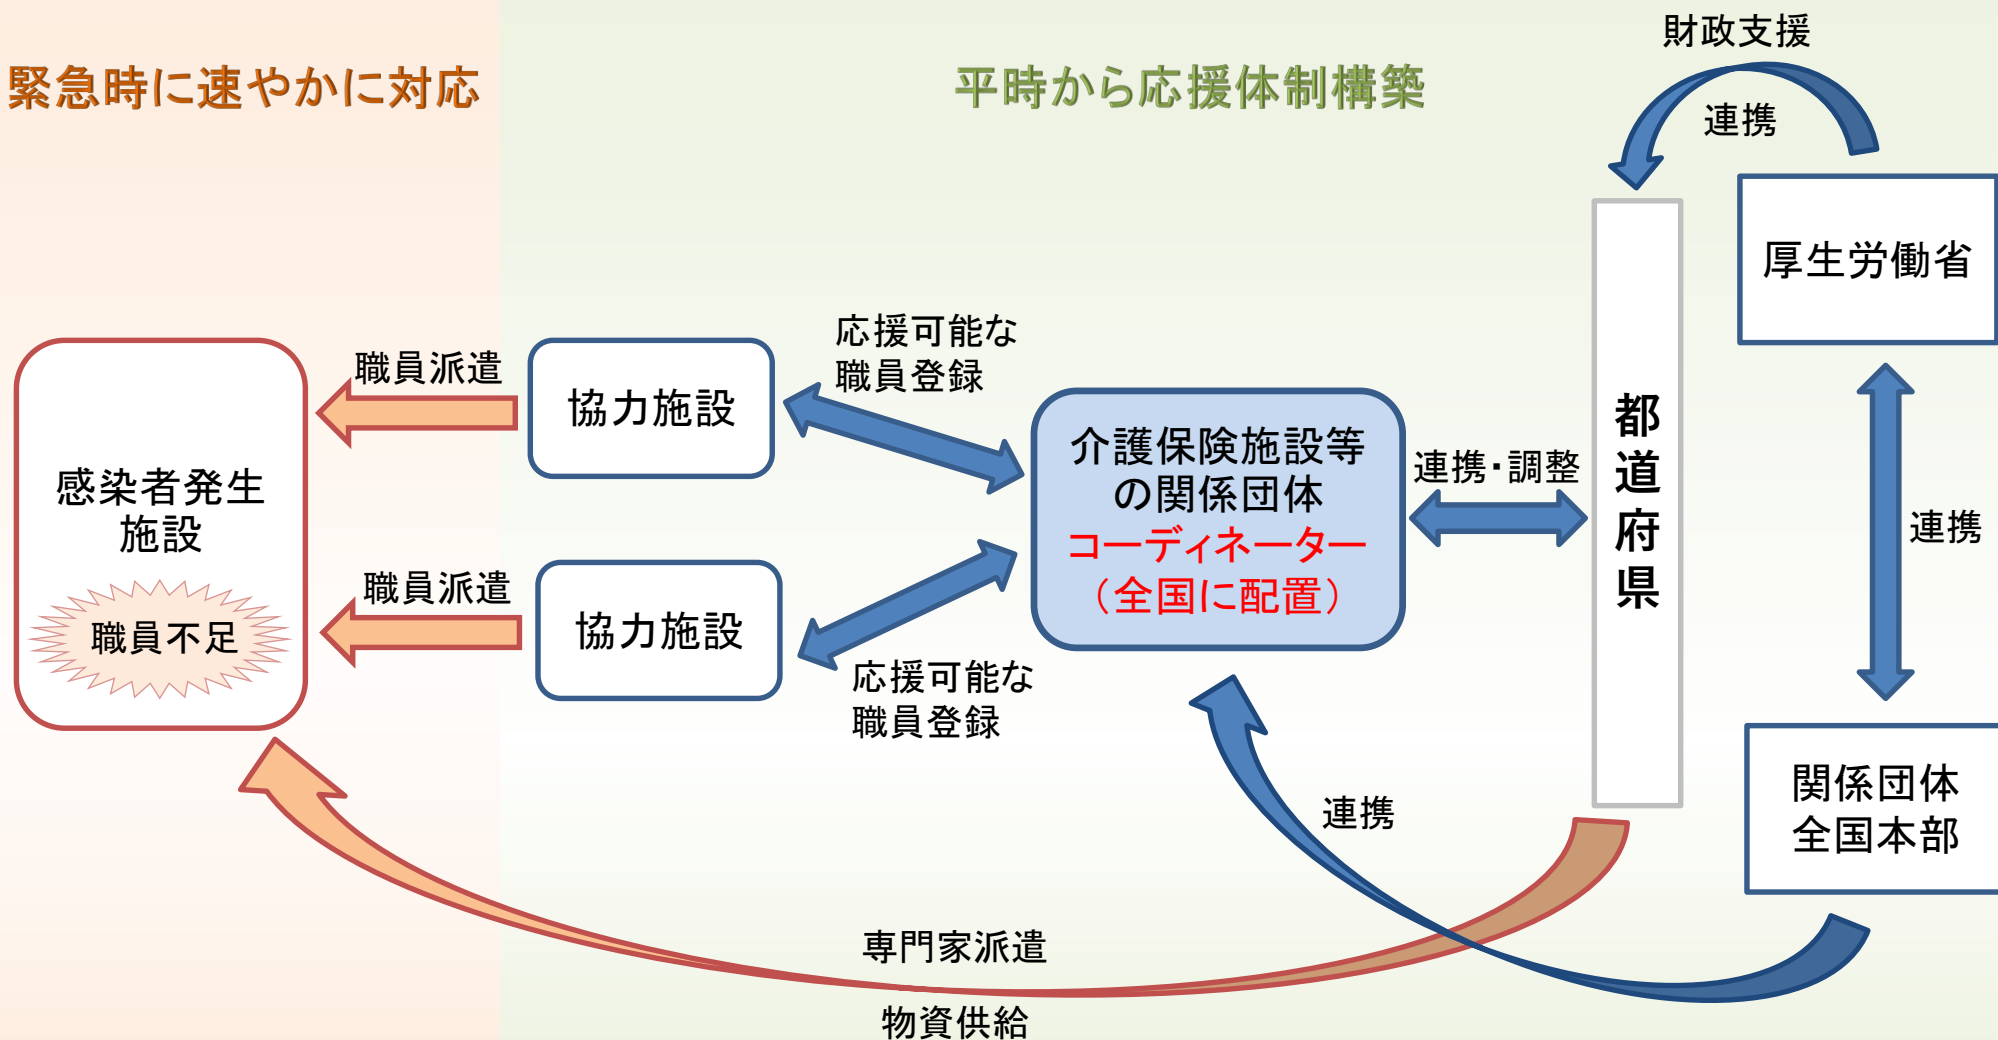 緊急時に速やかに対応
平時から応援体制構築
財政支援
連携
厚生労働省
応援可能な
職員登録
職員派遣
協力施設
介護保険施設等
の関係団体
コーディネーター
（全国に配置）
連携・調整
都
道
府
県
連携
感染者発生
施設
職員不足
職員派遣
協力施設
応援可能な
職員登録
関係団体
全国本部
連携
専門家派遣
物資供給